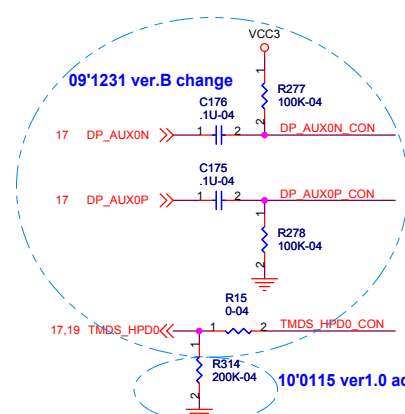 VCC3
09'1231 ver.B change
1
R277
100K-04
2
C176
.1U-04
17 DP_AUX0N 1 2 DP_AUX0N_CON
C175
.1U-04
17 DP_AUX0P 1 2 DP_AUX0P_CON
1
R278
100K-04
2
R15
0-04
17,19 TMDS_HPD0 1 2 TMDS_HPD0_CON
1
R314
200K-04
2
10'0115 ver1.0